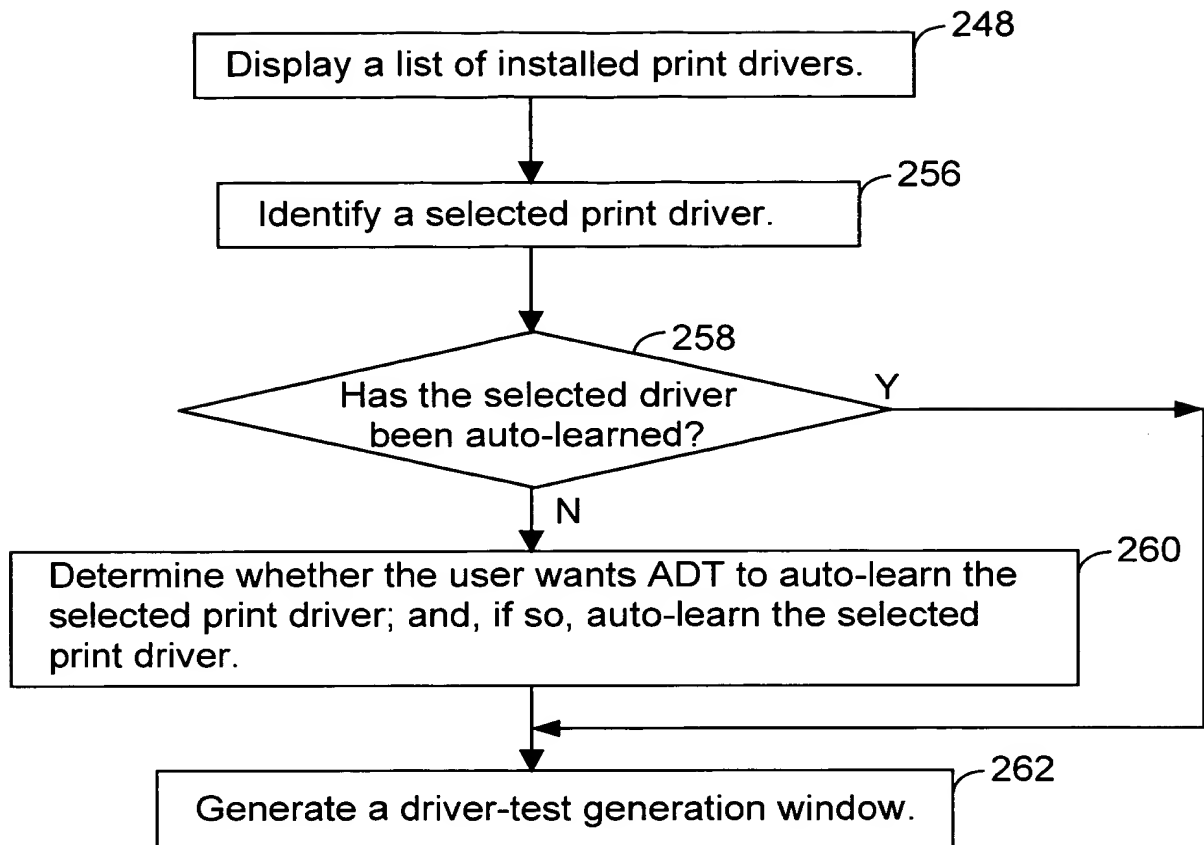 248
Display a list of installed print drivers.
256
Identify a selected print driver.
258
Has the selected driver
been auto-learned?
Y
N
260
Determine whether the user wants ADT to auto-learn the
selected print driver; and, if so, auto-learn the selected
print driver.
262
Generate a driver-test generation window.